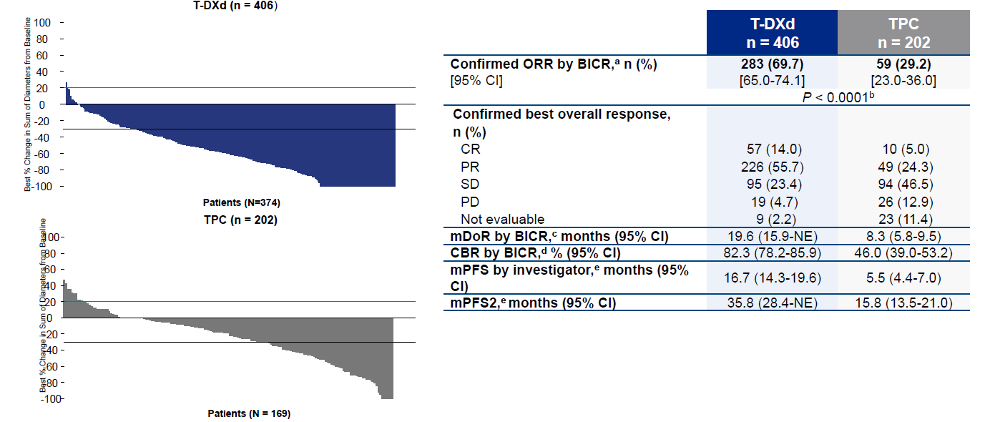 T-DXd (n = 406)
Best % Change in Sum of Diameters from Baseline
100
80
60
40
20
0
-20
-40
-60
-80
-100
Patients (N=374)
TPC (n = 202)
Best % Change in Sum of Diameters from Baseline
100
80
60
40
20
0
-20
-40
-60
-80
-100
Patients (N = 169)
T-DXd TPC
n = 406 n = 202
Confirmed ORR by BICR,ᵃ n (%) 283 (69.7) 59 (29.2)
[95% CI] [65.0-74.1] [23.0-36.0]
P < 0.0001ᵇ
Confirmed best overall response,
n (%)
CR 57 (14.0) 10 (5.0)
PR 226 (55.7) 49 (24.3)
SD 95 (23.4) 94 (46.5)
PD 19 (4.7) 26 (12.9)
Not evaluable 9 (2.2) 23 (11.4)
mDoR by BICR,ᶜ months (95% CI) 19.6 (15.9-NE) 8.3 (5.8-9.5)
CBR by BICR,ᵈ % (95% CI) 82.3 (78.2-85.9) 46.0 (39.0-53.2)
mPFS by investigator,ᵉ months (95%
CI) 16.7 (14.3-19.6) 5.5 (4.4-7.0)
mPFS2,ᵉ months (95% CI) 35.8 (28.4-NE) 15.8 (13.5-21.0)